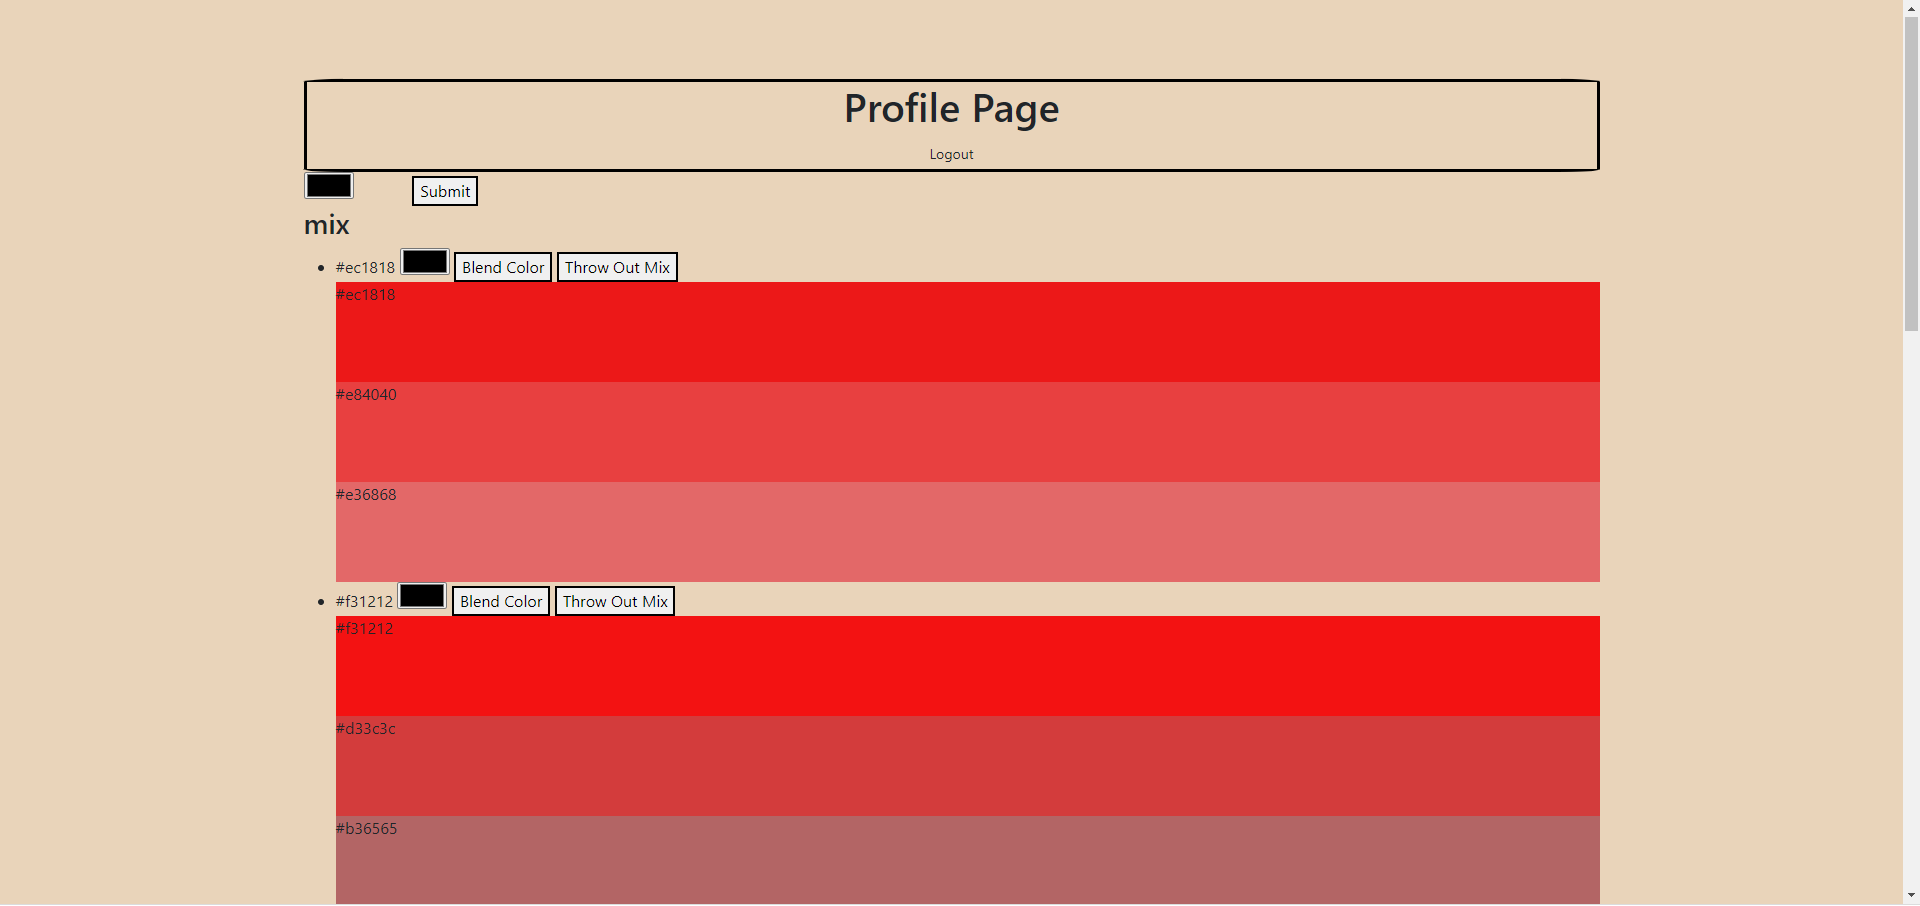 Profile Page
Logout
Submit
mix
#ec1818 Blend Color Throw Out Mix
#ec1818
#e84040
#e36868
#f31212 Blend Color Throw Out Mix
#f31212
#d33c3c
#b36565